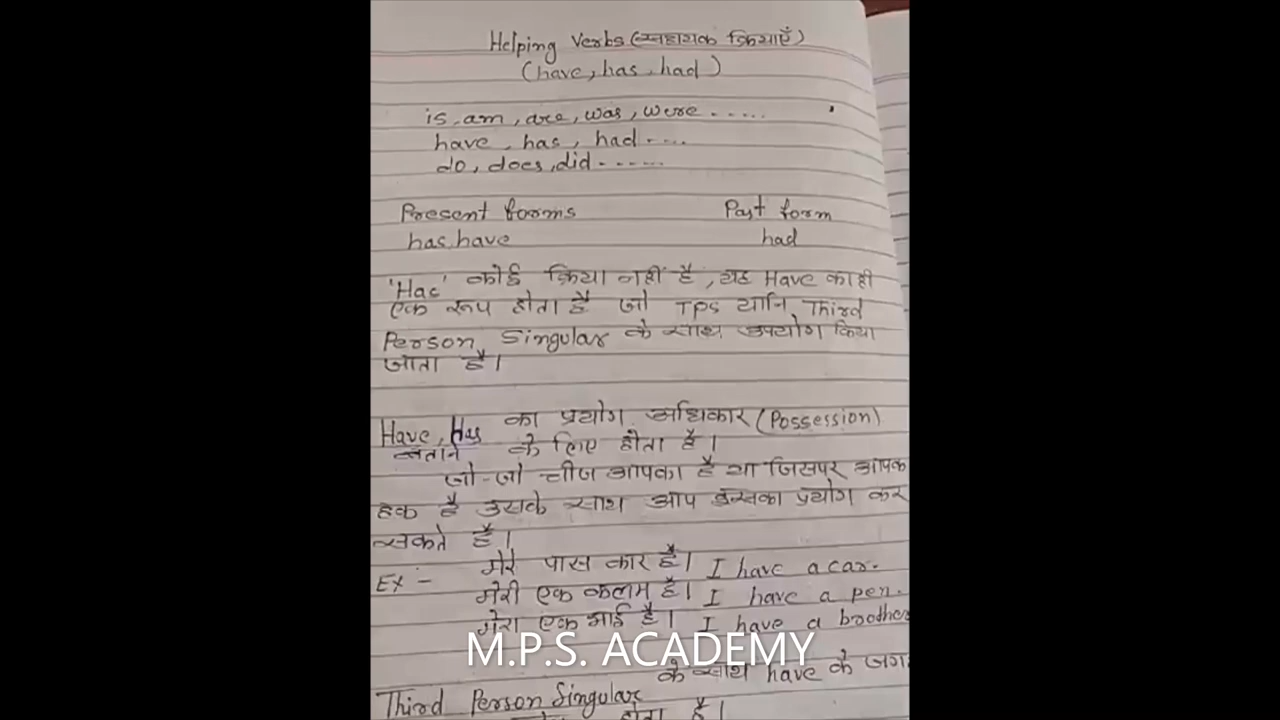 Helping Verbs (सहायक क्रियाएँ)
(have, has, had)
is, am, are, was, were .....
have, has, had ....
do, does, did ......
Present forms Past form
has, have had
'Has' कोई क्रिया नहीं है, यह Have का ही
एक रूप होता है जो TPS यानि Third
Person Singular के साथ उपयोग किया
जाता है।
Have, Has का प्रयोग अधिकार (Possession)
बताने के लिए होता है।
जो-जो चीज आपका है या जिसपर आपक
हक है उसके साथ आप इसका प्रयोग कर
सकते हैं।
Ex - मेरे पास कार है। I have a car.
मेरी एक कलम है। I have a pen.
मेरा एक भाई है। I have a brother
M.P.S. ACADEMY
Third Person Singular के साथ have के जगह
होता है।